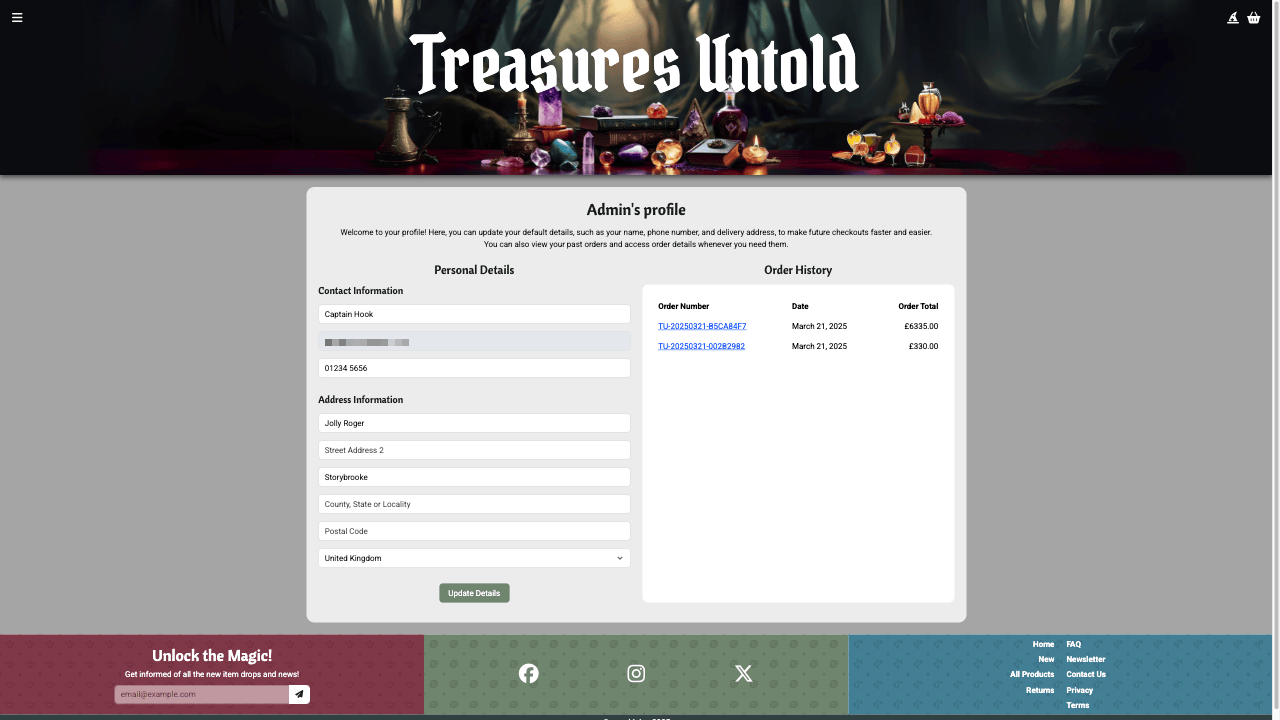 Treasures Untold
Admin's profile
Welcome to your profile! Here, you can update your default details, such as your name, phone number, and delivery address, to make future checkouts faster and easier.
You can also view your past orders and access order details whenever you need them.
Personal Details
Contact Information
Captain Hook
01234 5656
Address Information
Jolly Roger
Street Address 2
Storybrooke
County, State or Locality
Postal Code
United Kingdom
Update Details
Order History
Order Number Date Order Total
TU-20250321-B5CA84F7 March 21, 2025 £6335.00
TU-20250321-002B2982 March 21, 2025 £330.00
Unlock the Magic!
Get informed of all the new item drops and news!
email@example.com
Home FAQ
New Newsletter
All Products Contact Us
Returns Privacy
Terms